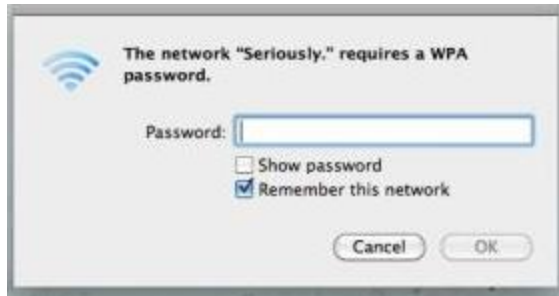 The network "Seriously." requires a WPA
password.
Password:
Show password
Remember this network
Cancel OK